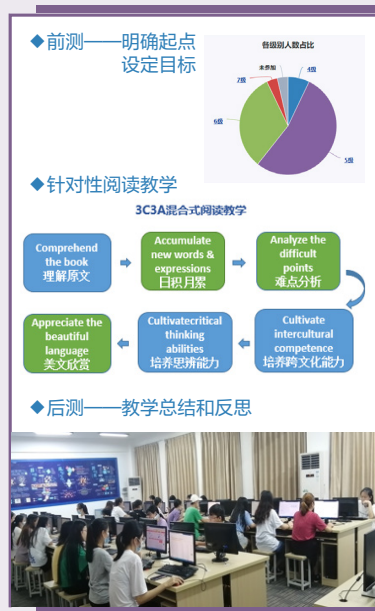 ◆前测——明确起点
设定目标
各级别人数占比
未参加
4级
7级
6级
5级
◆针对性阅读教学
3C3A混合式阅读教学
Comprehend
the book
理解原文
Accumulate
new words &
expressions
日积月累
Analyze the
difficult
points
难点分析
Appreciate the
beautiful
language
美文欣赏
Cultivatecritical
thinking
abilities
培养思辨能力
Cultivate
intercultural
competence
培养跨文化能力
◆后测——教学总结和反思